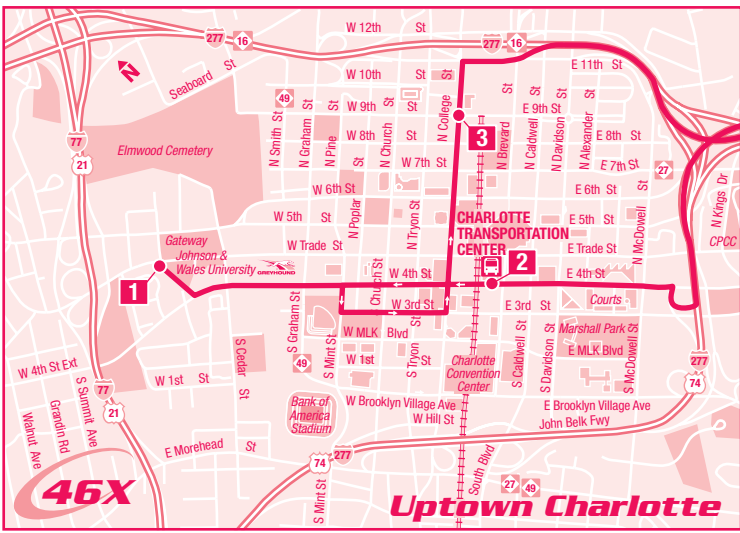 W 12th St
277
16
277
16
N
Seaboard St
W 10th St
E 11th St
49
N Smith St
N Graham St
N Pine St
W 9th St
N College St
E 9th St
N Brevard St
N Caldwell St
N Davidson St
N Alexander St
77
21
Elmwood Cemetery
W 8th St
N Church St
3
E 8th St
W 7th St
E 7th St
27
W 6th St
N Poplar St
E 6th St
N Kings Dr
W 5th St
N Tryon St
CHARLOTTE
TRANSPORTATION
CENTER
E 5th St
N McDowell St
Gateway
Johnson &
Wales University
GREYHOUND
W Trade St
E Trade St
CPCC
1
W 4th St
2
E 4th St
Church St
W 3rd St
E 3rd St
Courts
S Graham St
S Mint St
W MLK Blvd
S Tryon St
Marshall Park
S Cedar St
W 1st St
Charlotte
Convention
Center
S Caldwell St
S Davidson St
E MLK Blvd
S McDowell St
49
277
74
W 4th St Ext
77
21
W 1st St
S Summit Ave
Grandin Rd
Walnut Ave
Bank of
America
Stadium
W Brooklyn Village Ave
E Brooklyn Village Ave
W Hill St
John Belk Fwy
E Morehead St
74
277
S Mint St
South Blvd
27
49
46X
Uptown Charlotte